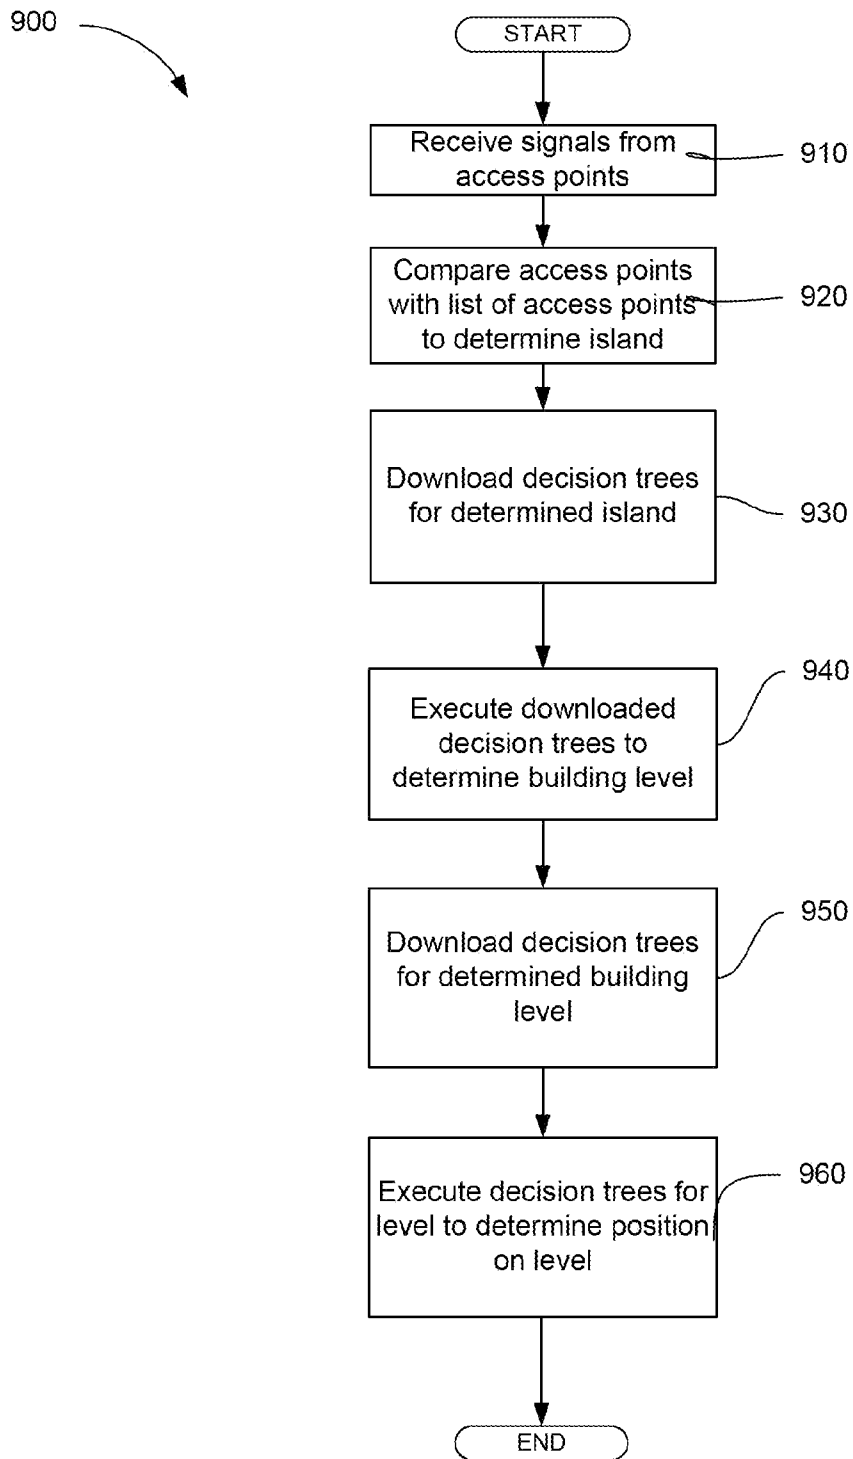 900
START
Receive signals from
access points
910
Compare access points
with list of access points
to determine island
920
Download decision trees
for determined island
930
Execute downloaded
decision trees to
determine building level
940
Download decision trees
for determined building
level
950
Execute decision trees for
level to determine position
on level
960
END